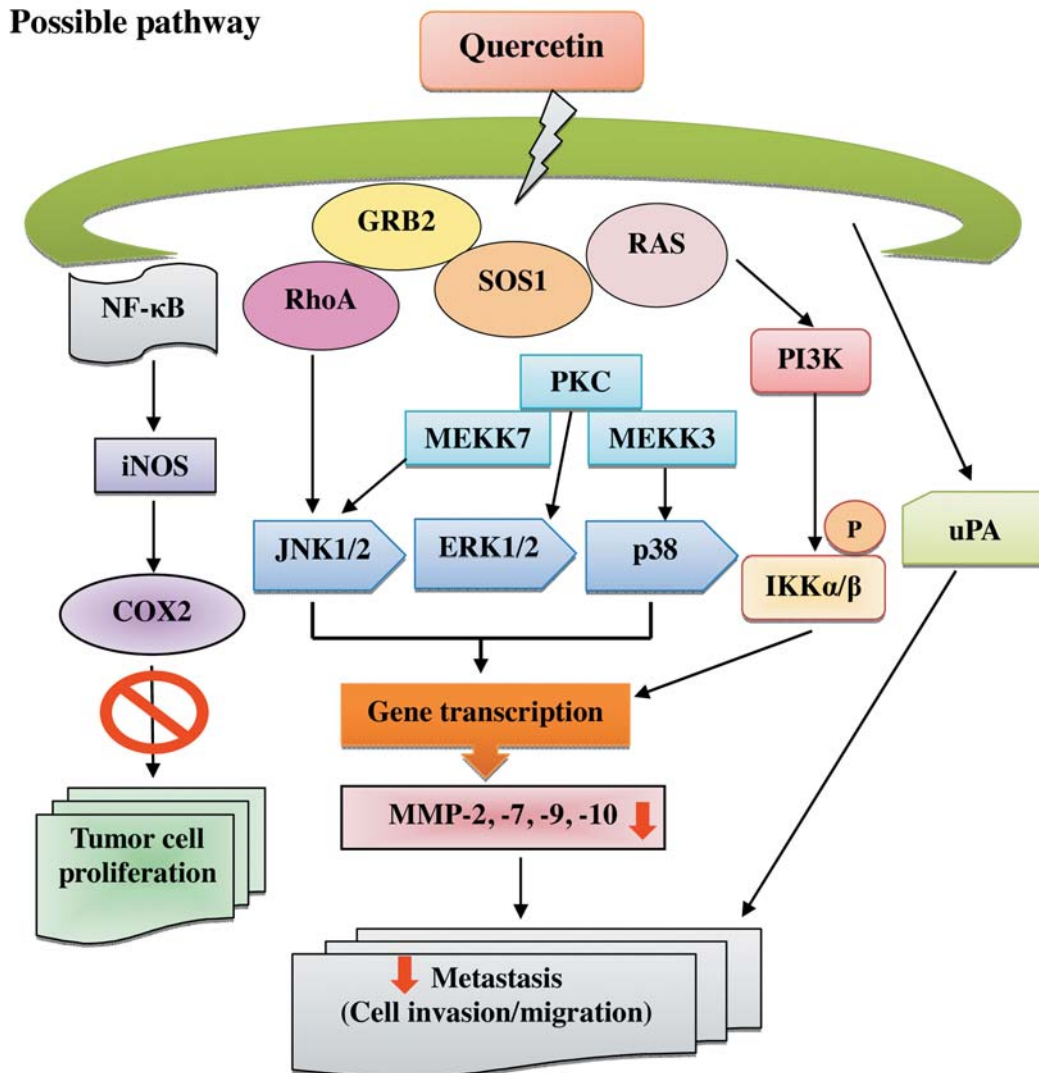 Possible pathway
Quercetin
GRB2
RAS
SOS1
RhoA
NF-κB
PI3K
PKC
MEKK7
MEKK3
iNOS
P
uPA
JNK1/2
ERK1/2
p38
IKKα/β
COX2
Gene transcription
MMP-2, -7, -9, -10
Tumor cell
proliferation
Metastasis
(Cell invasion/migration)